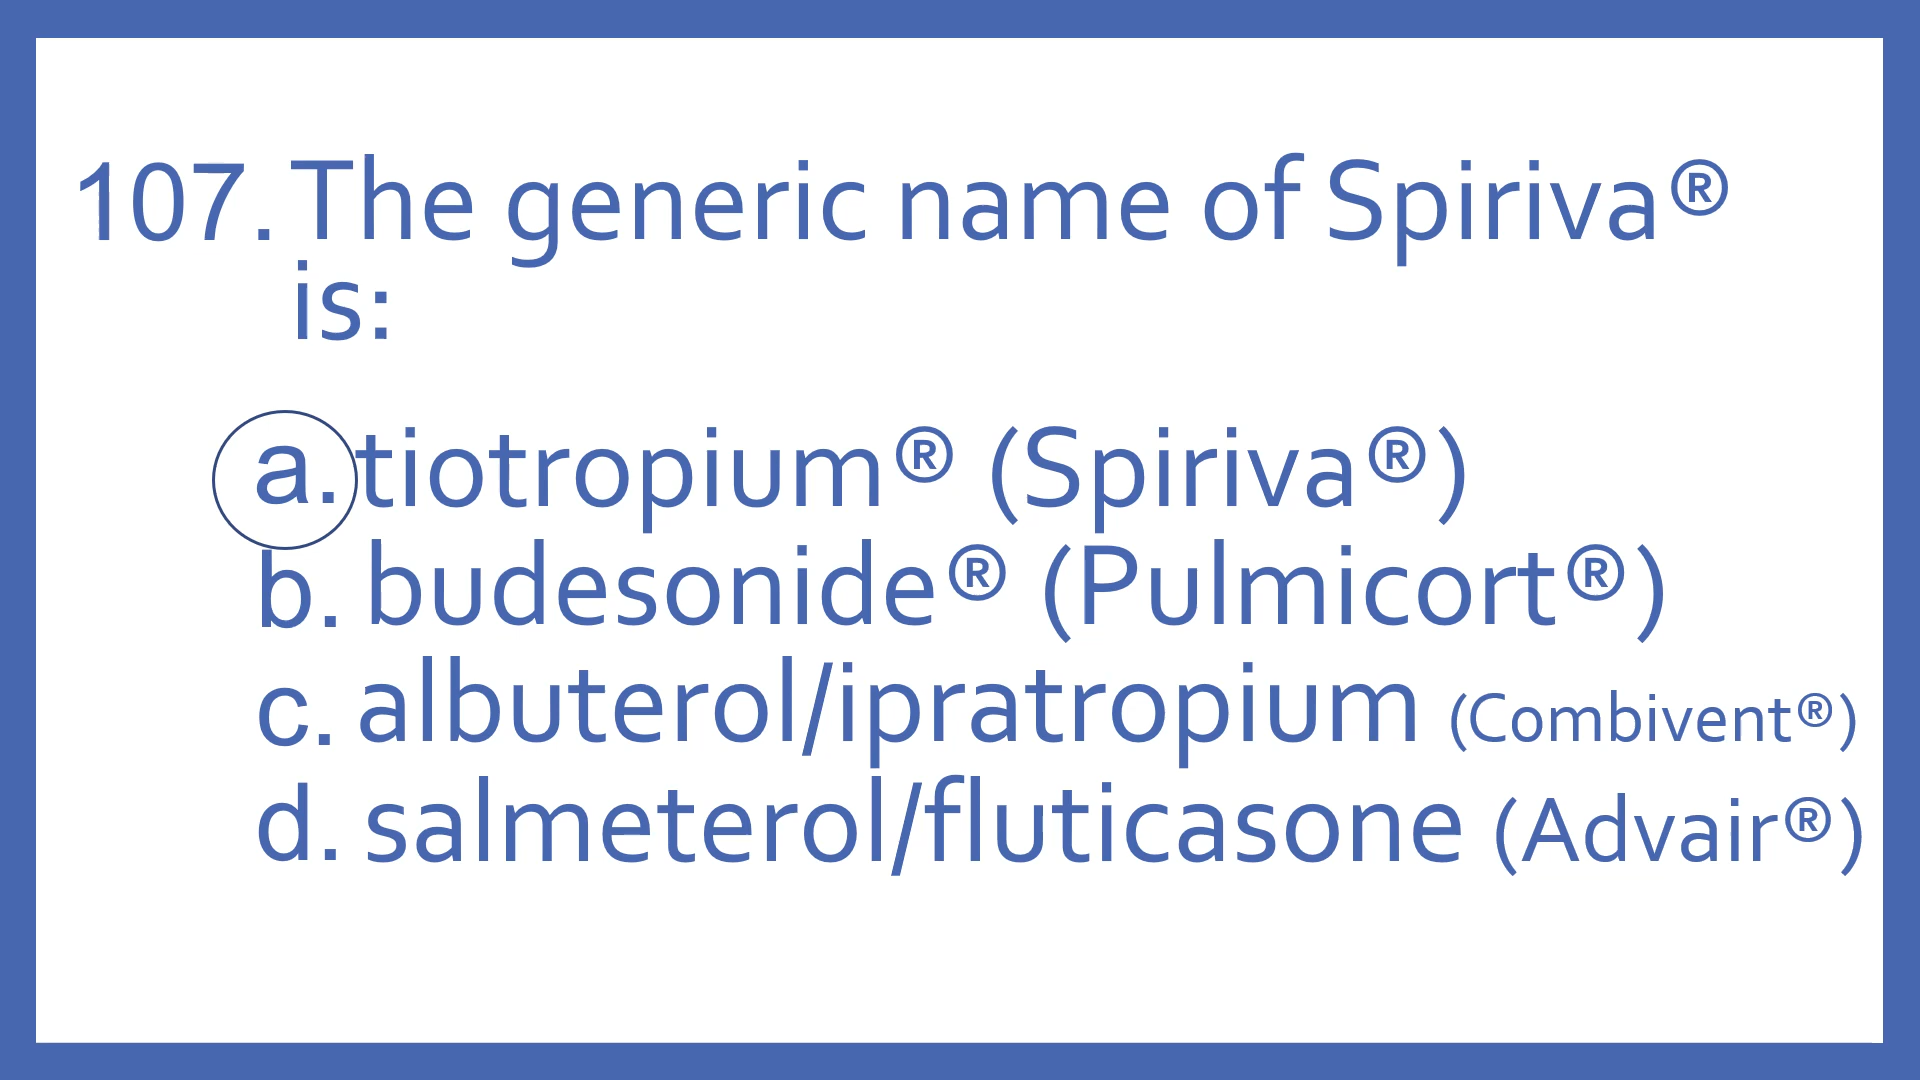 107. The generic name of Spiriva®
is:
a. tiotropium® (Spiriva®)
b. budesonide® (Pulmicort®)
c. albuterol/ipratropium (Combivent®)
d. salmeterol/fluticasone (Advair®)